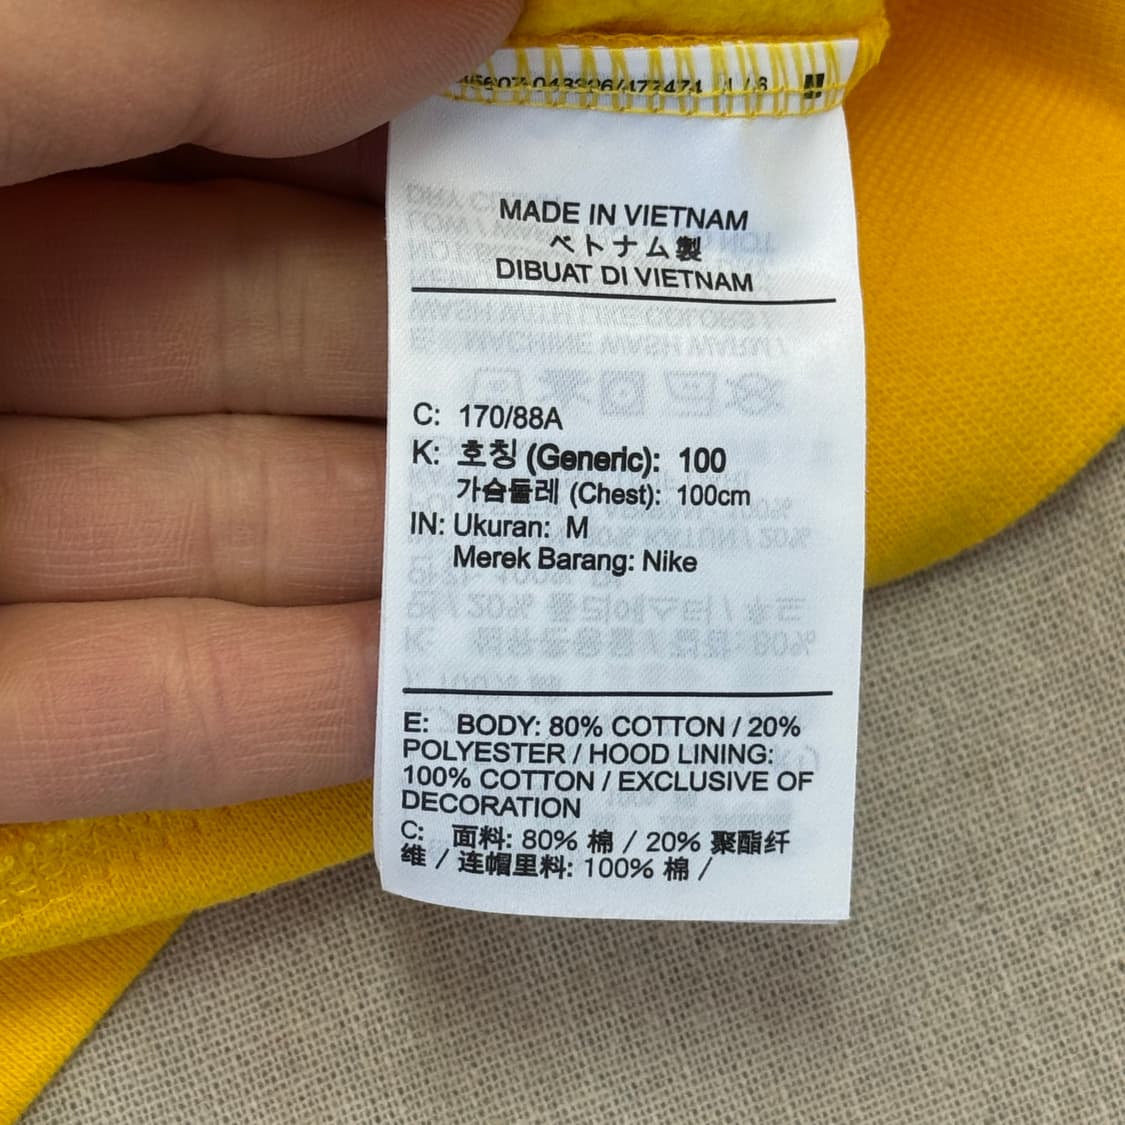 MADE IN VIETNAM
ベトナム製
DIBUAT DI VIETNAM
C: 170/88A
K: 호칭 (Generic): 100
가슴둘레 (Chest): 100cm
IN: Ukuran: M
Merek Barang: Nike
E: BODY: 80% COTTON / 20%
POLYESTER / HOOD LINING:
100% COTTON / EXCLUSIVE OF
DECORATION
C: 面料: 80% 棉 / 20% 聚酯纤
维 / 连帽里料: 100% 棉 /